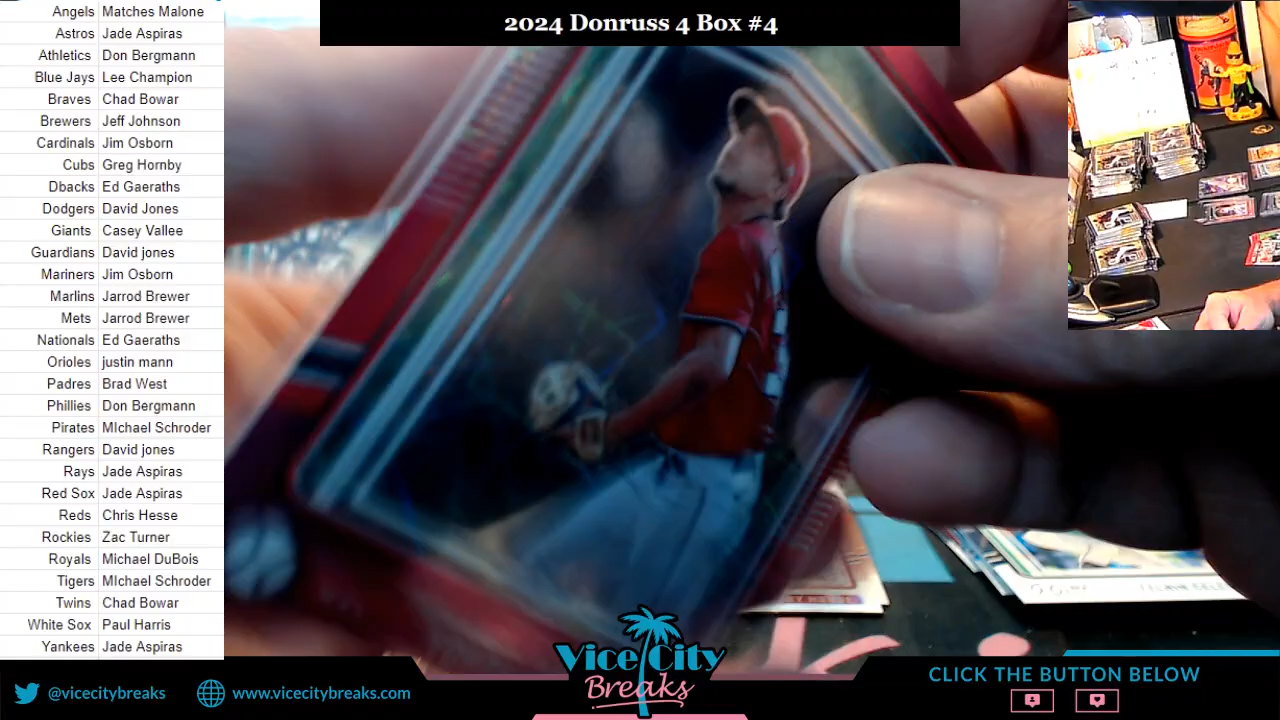 2024 Donruss 4 Box #4
Angels Matches Malone
Astros Jade Aspiras
Athletics Don Bergmann
Blue Jays Lee Champion
Braves Chad Bowar
Brewers Jeff Johnson
Cardinals Jim Osborn
Cubs Greg Hornby
Dbacks Ed Gaeraths
Dodgers David Jones
Giants Casey Vallee
Guardians David jones
Mariners Jim Osborn
Marlins Jarrod Brewer
Mets Jarrod Brewer
Nationals Ed Gaeraths
Orioles justin mann
Padres Brad West
Phillies Don Bergmann
Pirates MIchael Schroder
Rangers David jones
Rays Jade Aspiras
Red Sox Jade Aspiras
Reds Chris Hesse
Rockies Zac Turner
Royals Michael DuBois
Tigers MIchael Schroder
Twins Chad Bowar
White Sox Paul Harris
Yankees Jade Aspiras
@vicecitybreaks
www.vicecitybreaks.com
Vice City
Breaks
CLICK THE BUTTON BELOW